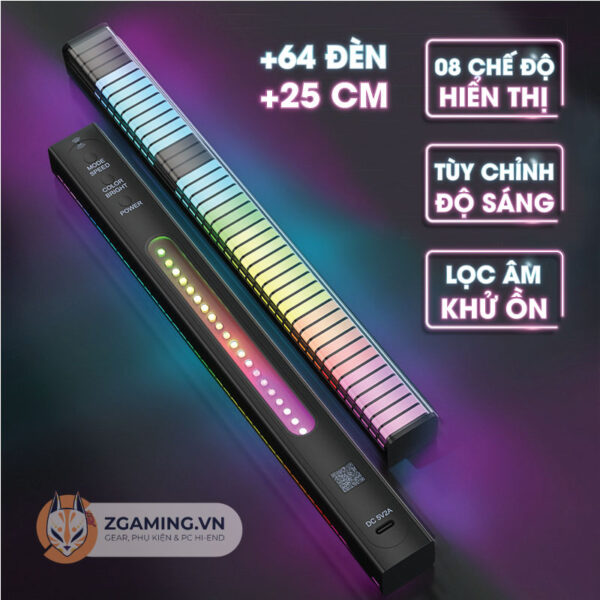 +64 ĐÈN
+25 CM
08 CHẾ ĐỘ
HIỂN THỊ
TÙY CHỈNH
ĐỘ SÁNG
LỌC ÂM
KHỬ ỒN
MODE
SPEED
COLOR
BRIGHT
POWER
DC 5V2A
ZGAMING.VN
GEAR, PHỤ KIỆN & PC HI-END